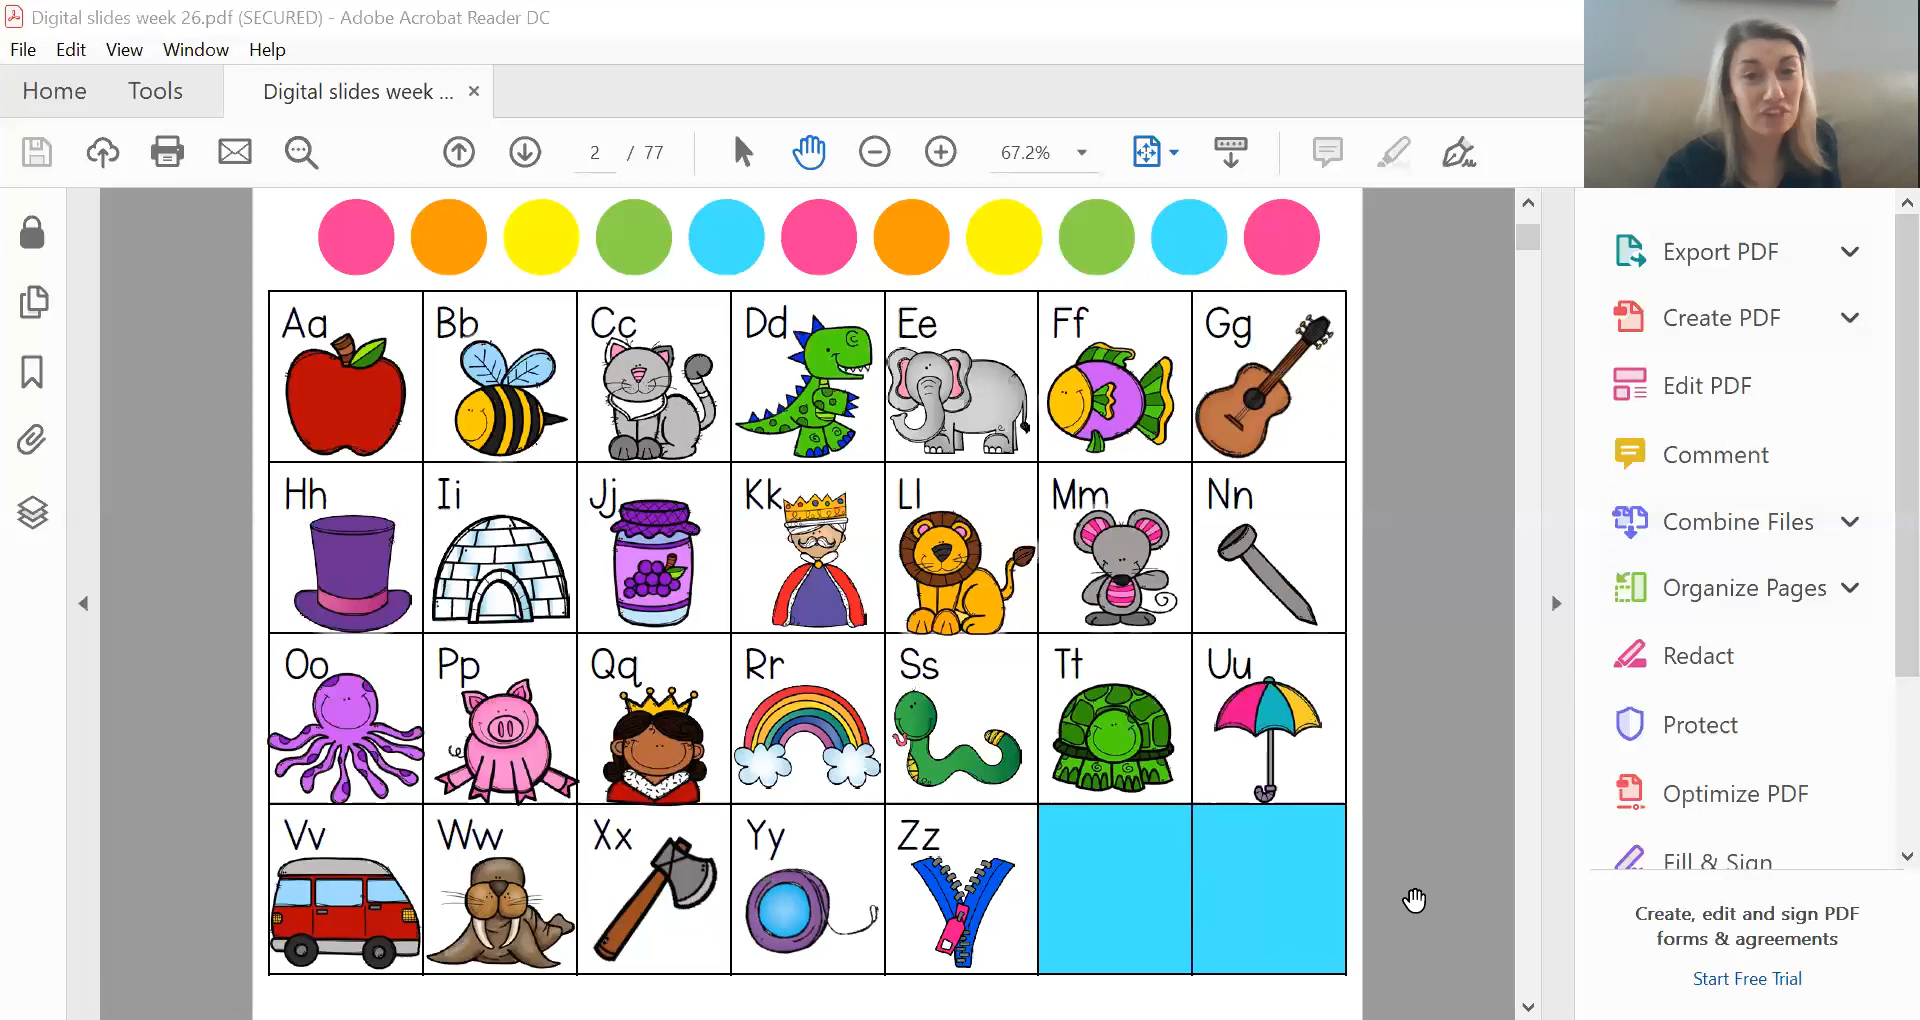 Digital slides week 26.pdf (SECURED) - Adobe Acrobat Reader DC
File Edit View Window Help
Home Tools Digital slides week ... ×
2 / 77 67.2%
Aa Bb Cc Dd Ee Ff Gg
Hh Ii Jj Kk Ll Mm Nn
Oo Pp Qq Rr Ss Tt Uu
Vv Ww Xx Yy Zz
Export PDF
Create PDF
Edit PDF
Comment
Combine Files
Organize Pages
Redact
Protect
Optimize PDF
Fill & Sign
Create, edit and sign PDF
forms & agreements
Start Free Trial